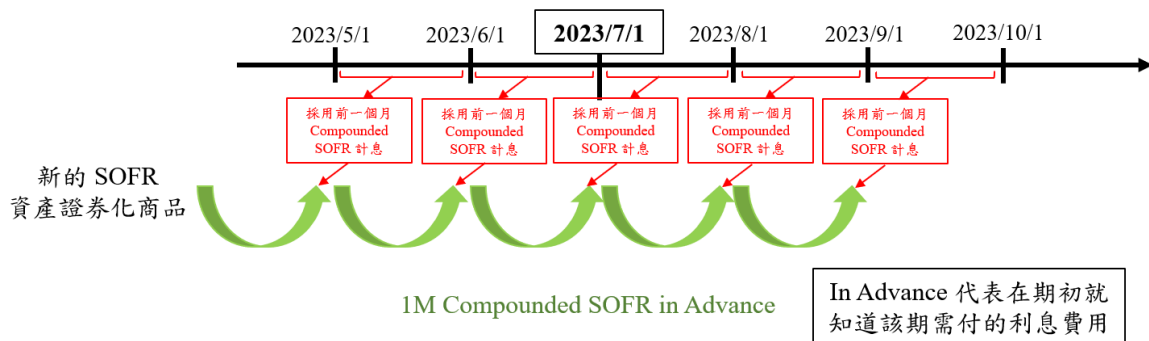 2023/5/1
2023/6/1
2023/7/1
2023/8/1
2023/9/1
2023/10/1
採用前一個月
Compounded
SOFR 計息
採用前一個月
Compounded
SOFR 計息
採用前一個月
Compounded
SOFR 計息
採用前一個月
Compounded
SOFR 計息
採用前一個月
Compounded
SOFR 計息
新的 SOFR
資產證券化商品
1M Compounded SOFR in Advance
In Advance 代表在期初就
知道該期需付的利息費用